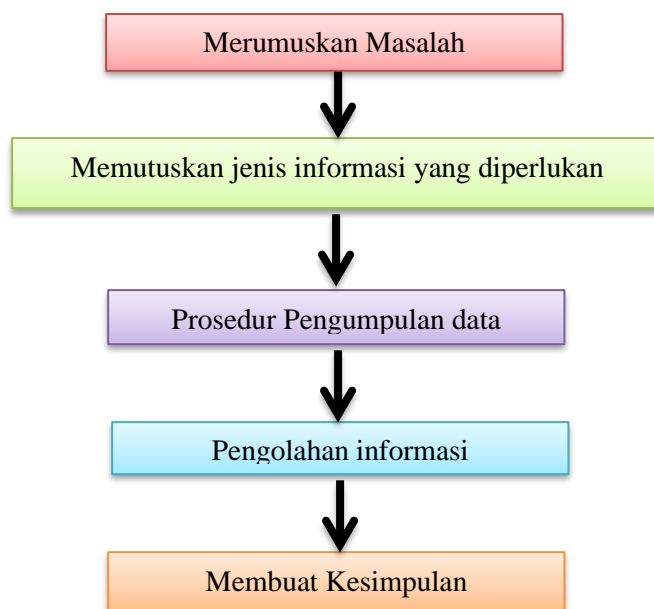 Merumuskan Masalah
Memutuskan jenis informasi yang diperlukan
Prosedur Pengumpulan data
Pengolahan informasi
Membuat Kesimpulan